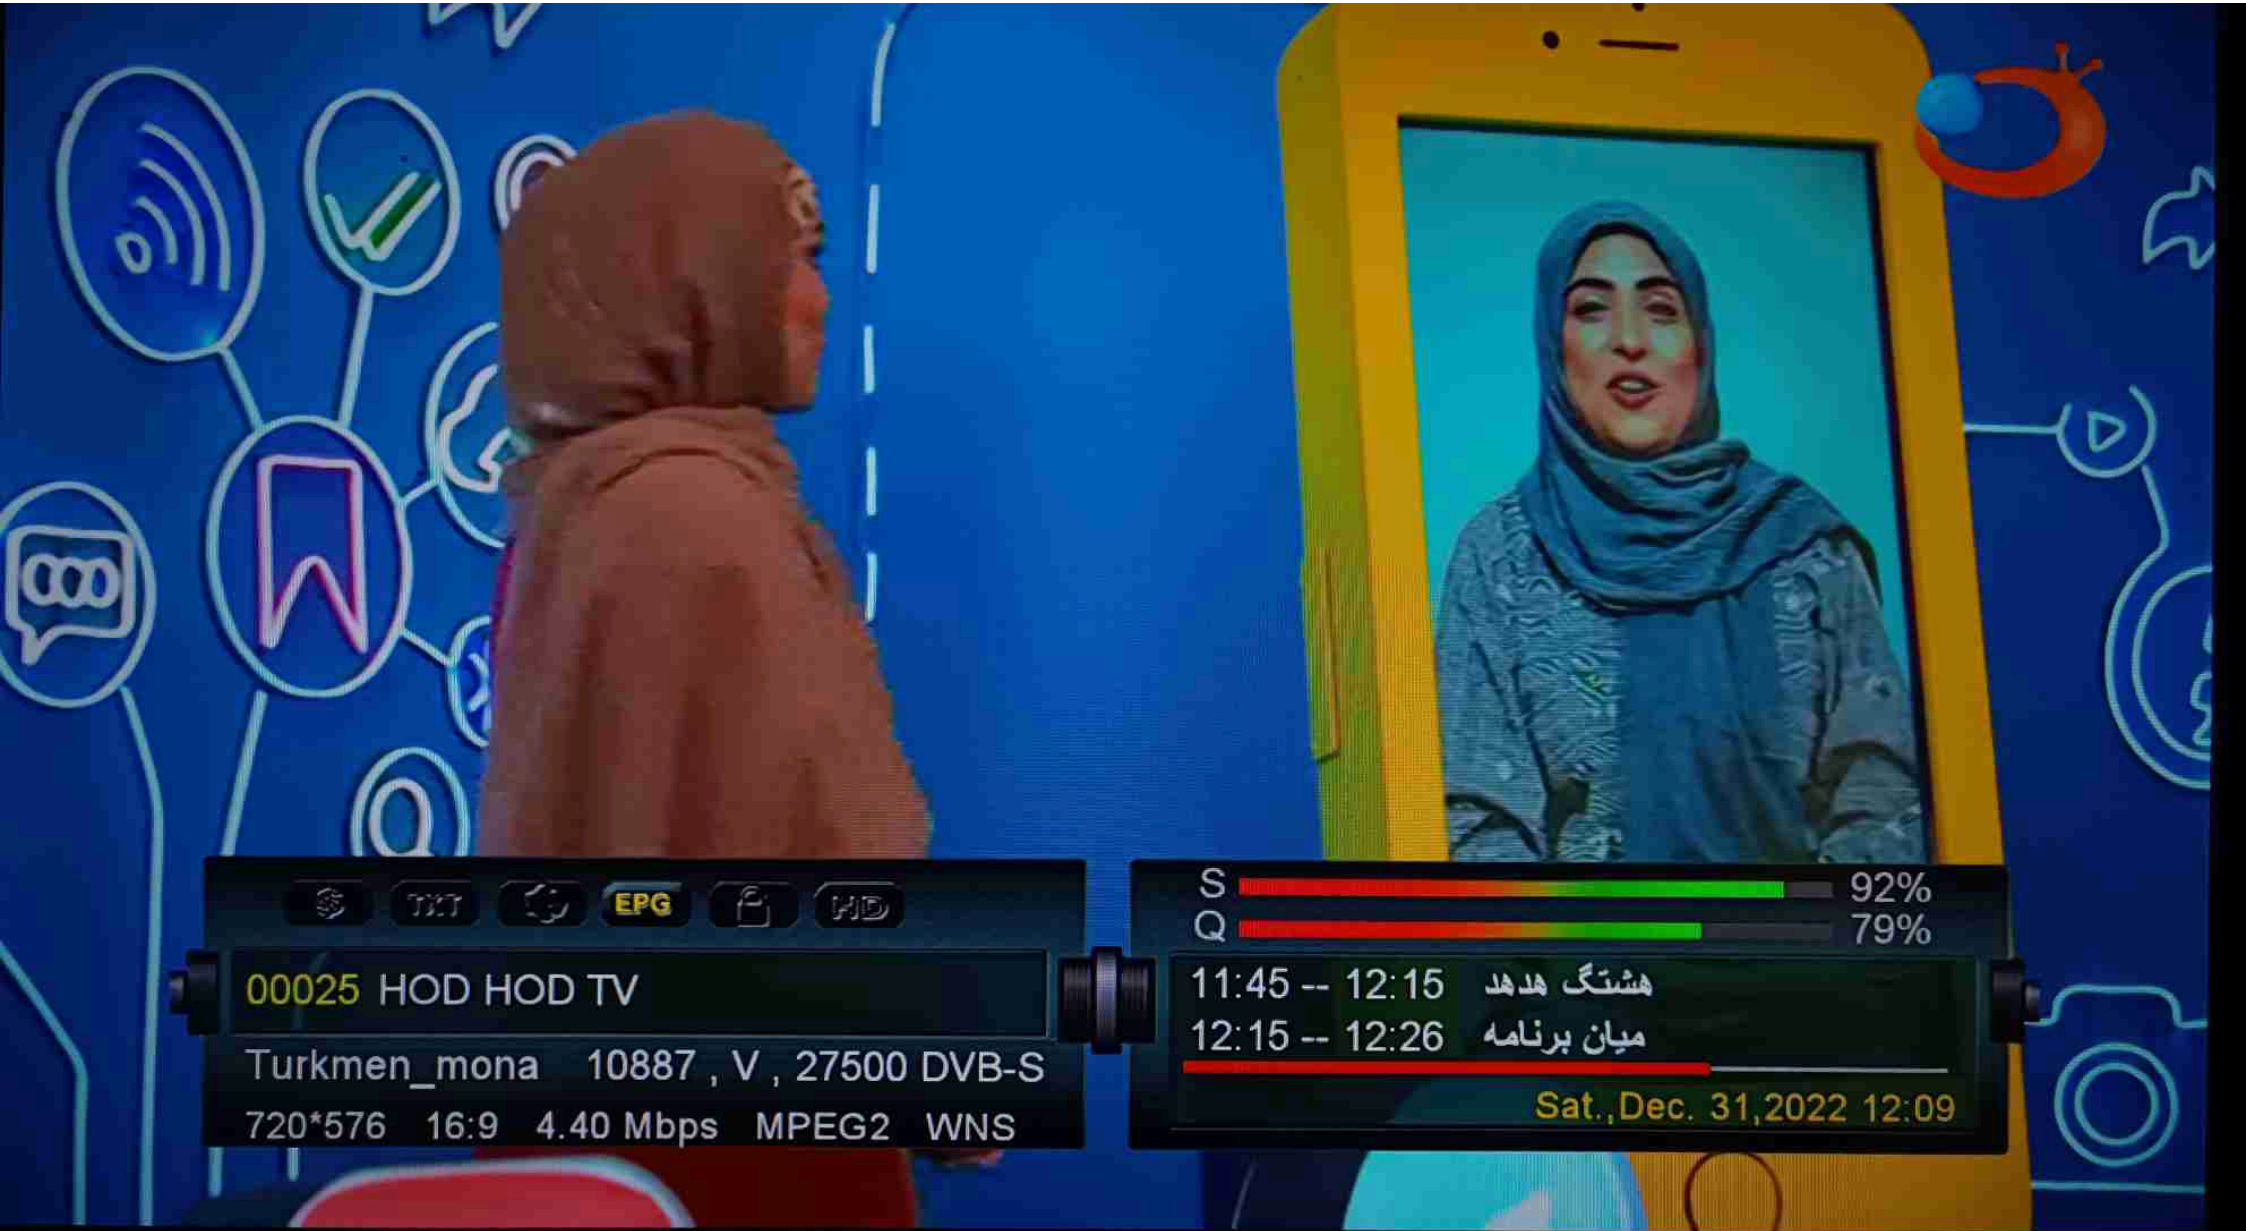 TXT EPG HD
S 92%
Q 79%
00025 HOD HOD TV
Turkmen_mona 10887 , V , 27500 DVB-S
720*576 16:9 4.40 Mbps MPEG2 WNS
11:45 -- 12:15 هشتگ هدهد
12:15 -- 12:26 میان برنامه
Sat.,Dec. 31,2022 12:09